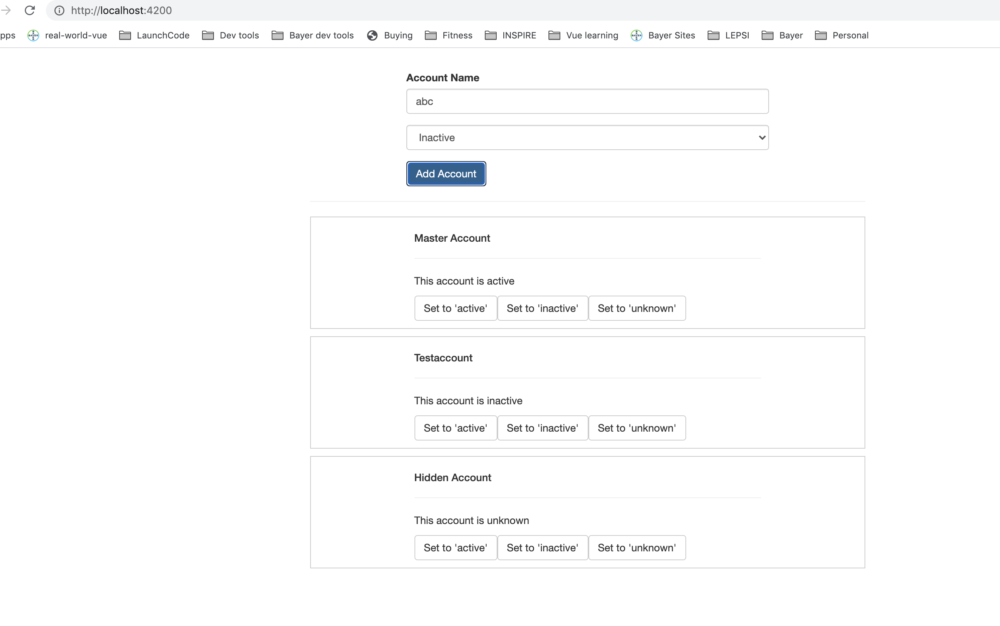 http://localhost:4200
pps real-world-vue LaunchCode Dev tools Bayer dev tools Buying Fitness INSPIRE Vue learning Bayer Sites LEPSI Bayer Personal
Account Name
abc
Inactive
Add Account
Master Account
This account is active
Set to 'active' Set to 'inactive' Set to 'unknown'
Testaccount
This account is inactive
Set to 'active' Set to 'inactive' Set to 'unknown'
Hidden Account
This account is unknown
Set to 'active' Set to 'inactive' Set to 'unknown'